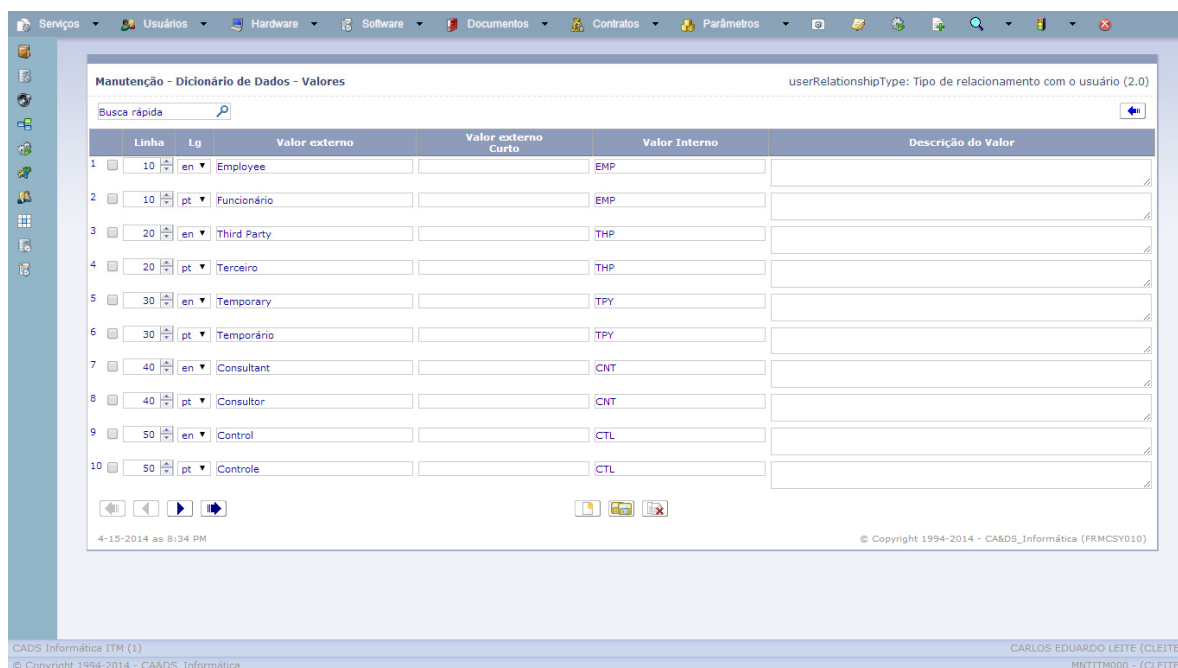 Serviços Usuários Hardware Software Documentos Contratos Parâmetros
Manutenção - Dicionário de Dados - Valores userRelationshipType: Tipo de relacionamento com o usuário (2.0)
Busca rápida
Linha Lg Valor externo Valor externo Curto Valor Interno Descrição do Valor
1 10 en Employee EMP
2 10 pt Funcionário EMP
3 20 en Third Party THP
4 20 pt Terceiro THP
5 30 en Temporary TPY
6 30 pt Temporário TPY
7 40 en Consultant CNT
8 40 pt Consultor CNT
9 50 en Control CTL
10 50 pt Controle CTL
4-15-2014 as 8:34 PM © Copyright 1994-2014 - CA&DS_Informática (FRMCSY010)
CADS Informática ITM (1) CARLOS EDUARDO LEITE (CLEITE
© Copyright 1994-2014 - CA&DS_Informática MNTITM000 - (CLEITE